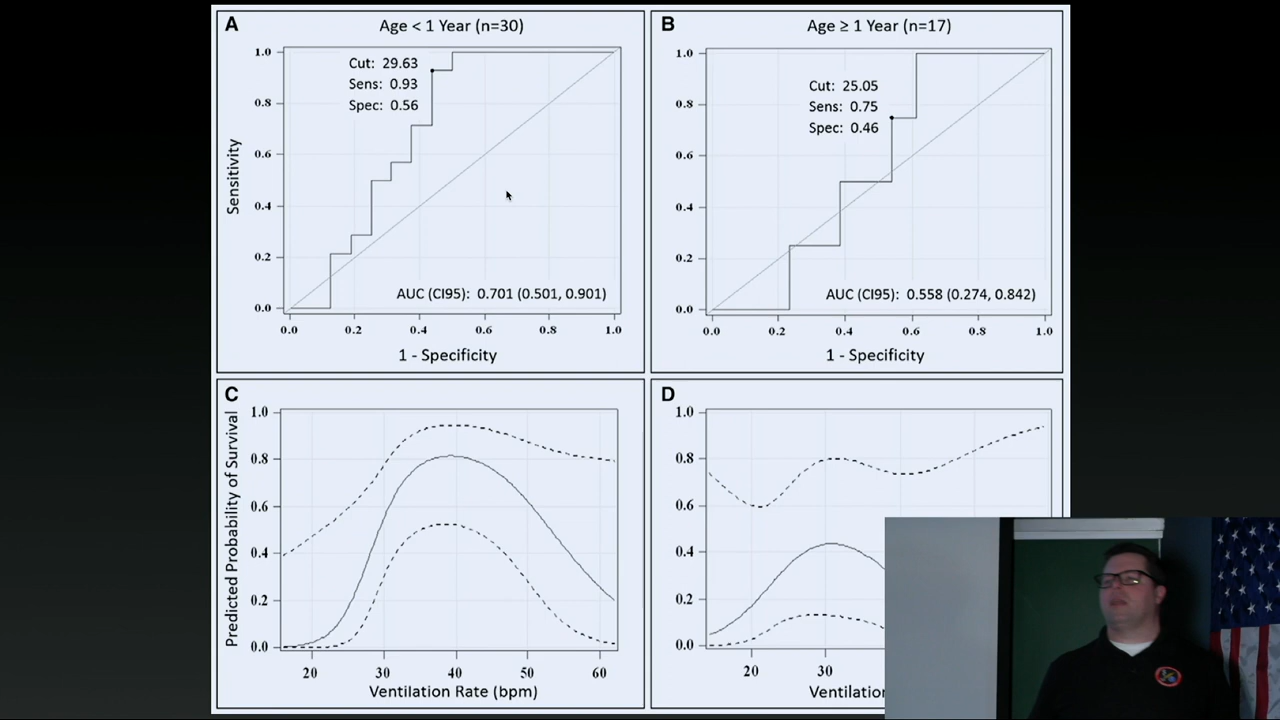 A
Age < 1 Year (n=30)
1.0
0.8
0.6
0.4
0.2
0.0
Sensitivity
Cut: 29.63
Sens: 0.93
Spec: 0.56
AUC (CI95): 0.701 (0.501, 0.901)
0.0 0.2 0.4 0.6 0.8 1.0
1 - Specificity
B
Age ≥ 1 Year (n=17)
1.0
0.8
0.6
0.4
0.2
0.0
Cut: 25.05
Sens: 0.75
Spec: 0.46
AUC (CI95): 0.558 (0.274, 0.842)
0.0 0.2 0.4 0.6 0.8 1.0
1 - Specificity
C
1.0
0.8
0.6
0.4
0.2
0.0
Predicted Probability of Survival
20 30 40 50 60
Ventilation Rate (bpm)
D
1.0
0.8
0.6
0.4
0.2
0.0
20 30
Ventilation